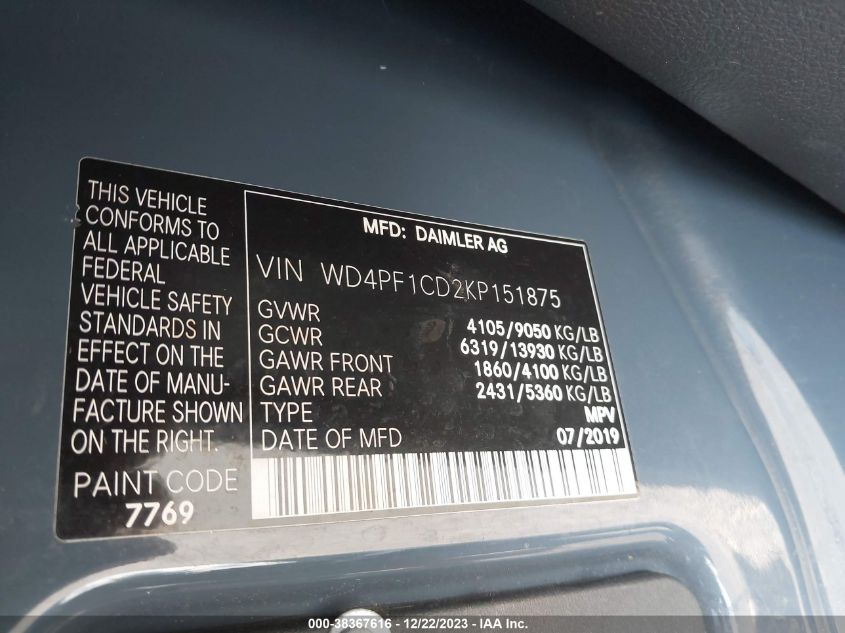 THIS VEHICLE
CONFORMS TO
ALL APPLICABLE
FEDERAL
VEHICLE SAFETY
STANDARDS IN
EFFECT ON THE
DATE OF MANU-
FACTURE SHOWN
ON THE RIGHT.
PAINT CODE
7769
MFD: DAIMLER AG
VIN WD4PF1CD2KP151875
GVWR 4105/9050 KG/LB
GCWR 6319/13930 KG/LB
GAWR FRONT 1860/4100 KG/LB
GAWR REAR 2431/5360 KG/LB
TYPE MPV
DATE OF MFD 07/2019
000-38367616 - 12/22/2023 - IAA Inc.